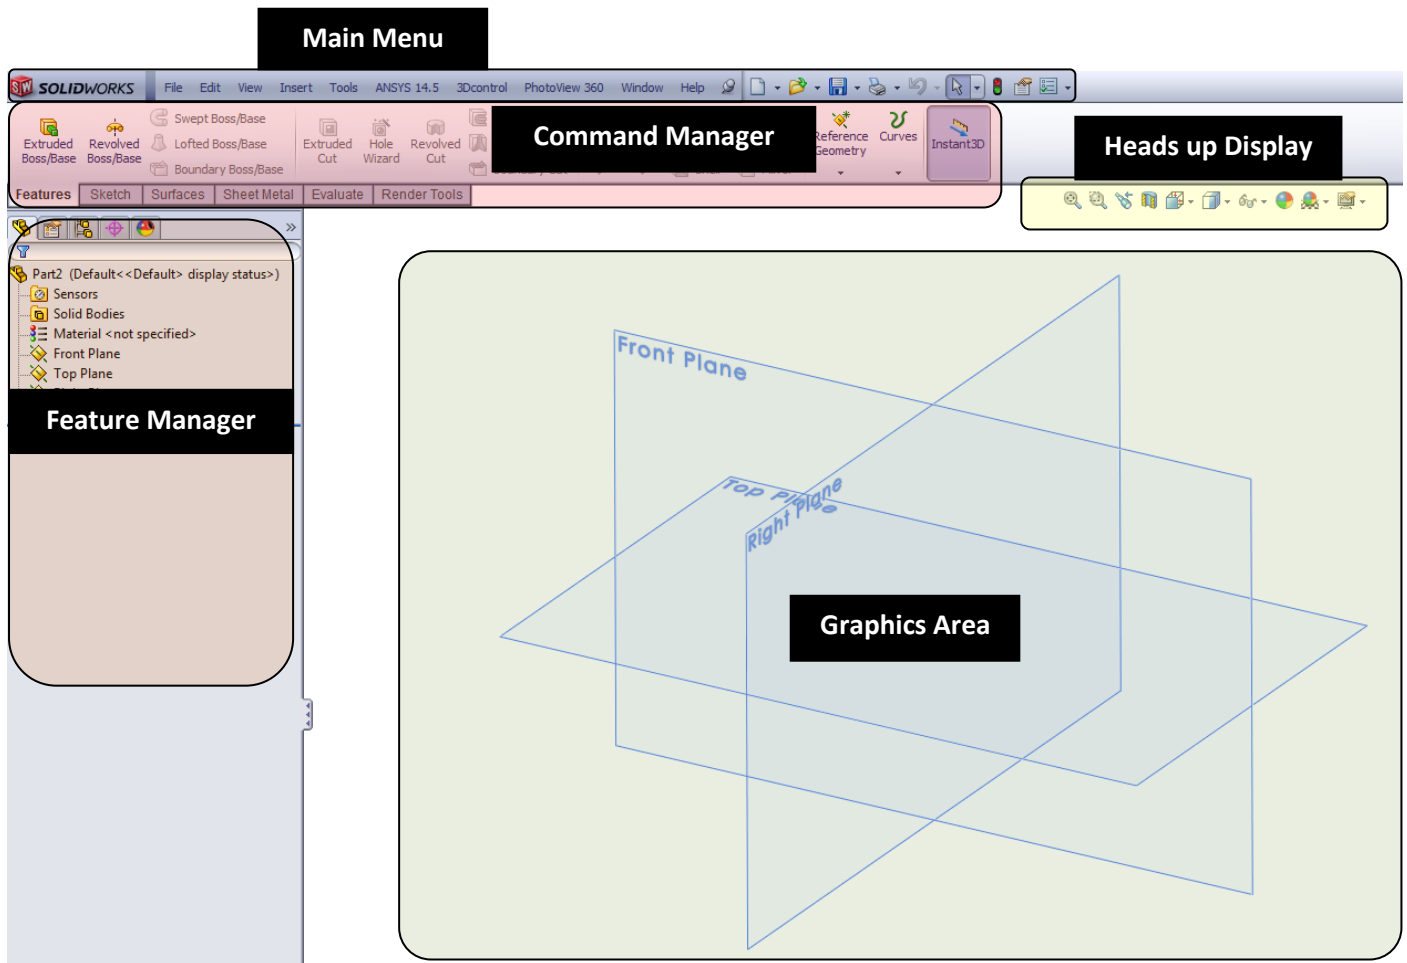 Main Menu
SOLIDWORKS File Edit View Insert Tools ANSYS 14.5 3Dcontrol PhotoView 360 Window Help
Extruded Boss/Base
Revolved Boss/Base
Swept Boss/Base
Lofted Boss/Base
Boundary Boss/Base
Extruded Cut
Hole Wizard
Revolved Cut
Command Manager
Reference Geometry
Curves
Instant3D
Heads up Display
Features Sketch Surfaces Sheet Metal Evaluate Render Tools
Part2 (Default<<Default> display status>)
Sensors
Solid Bodies
Material <not specified>
Front Plane
Top Plane
Feature Manager
Front Plane
Top Plane
Right Plane
Graphics Area